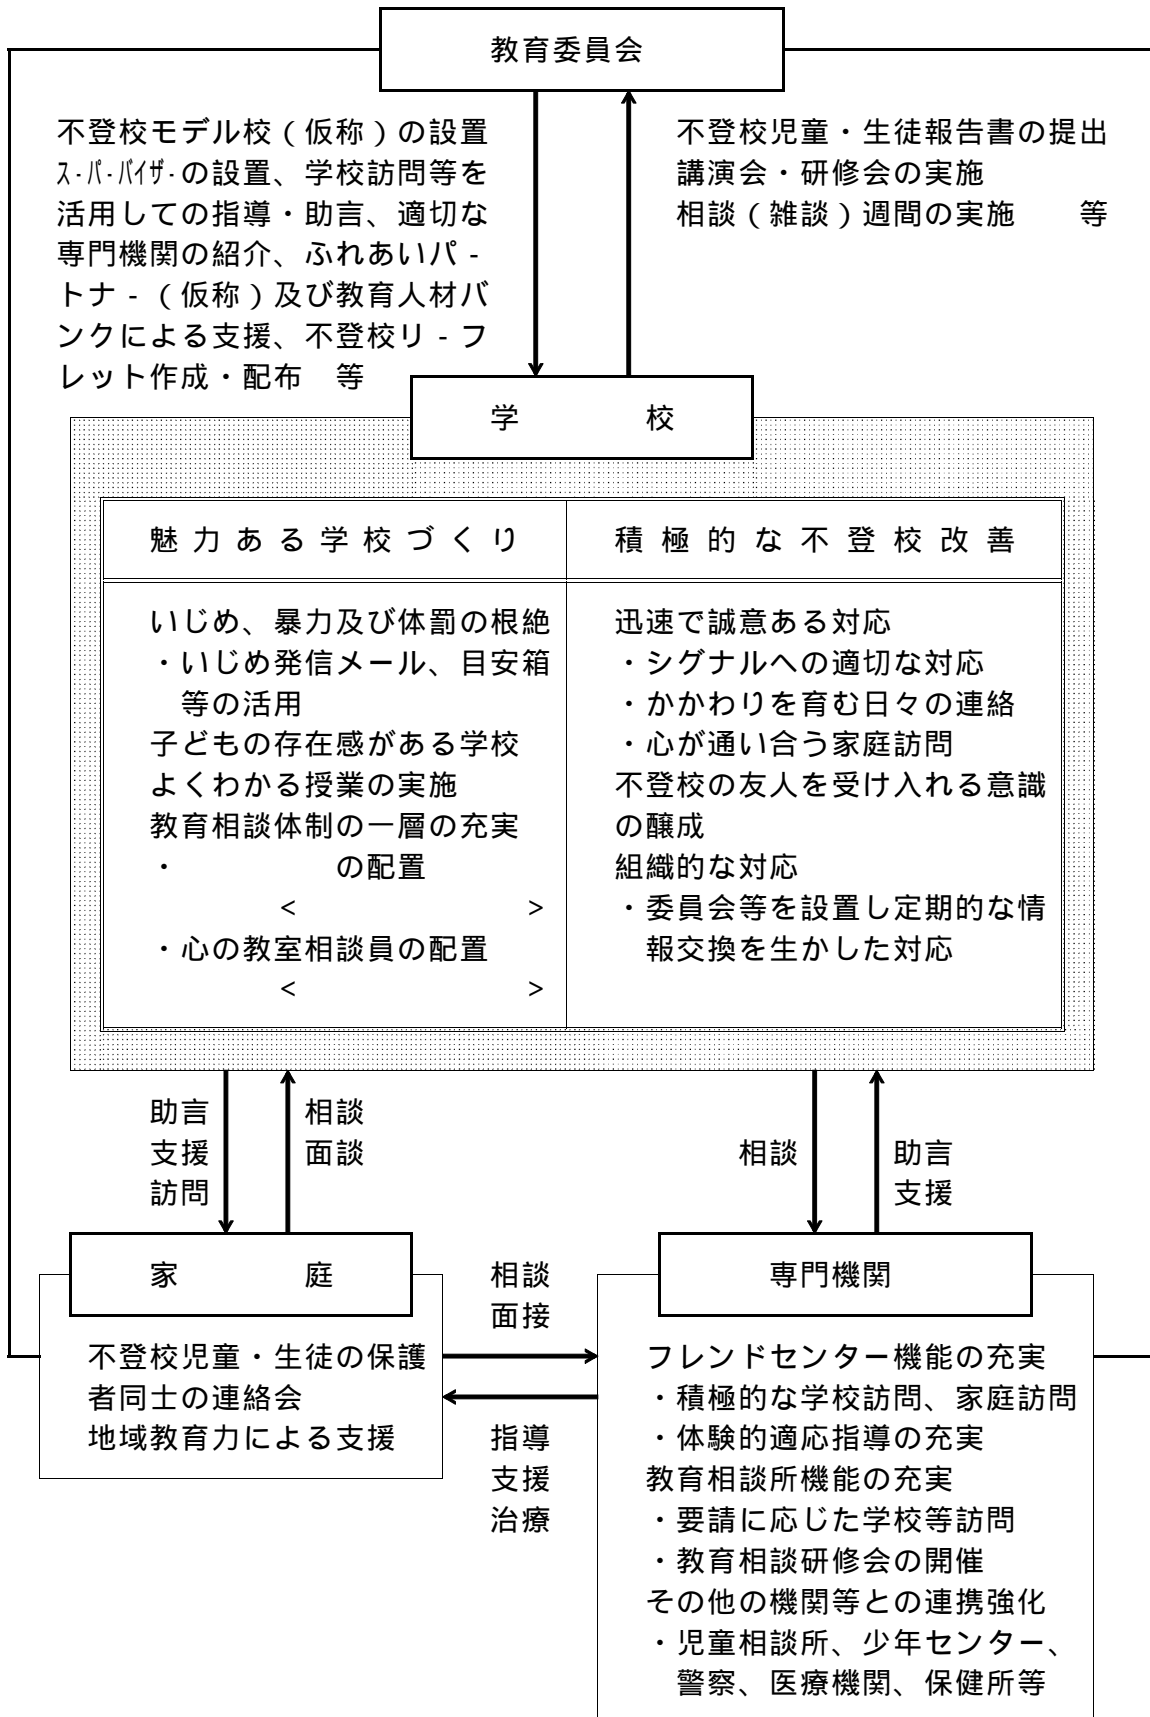 教育委員会
不登校モデル校(仮称)の設置
ス-パ-バイザ-の設置、学校訪問等を
活用しての指導・助言、適切な
専門機関の紹介、ふれあいパ-
トナ-(仮称)及び教育人材バ
ンクによる支援、不登校リ-フ
レット作成・配布 等
不登校児童・生徒報告書の提出
講演会・研修会の実施
相談(雑談)週間の実施 等
学 校
魅力ある学校づくり
いじめ、暴力及び体罰の根絶
・いじめ発信メール、目安箱
等の活用
子どもの存在感がある学校
よくわかる授業の実施
教育相談体制の一層の充実
・ の配置
< >
・心の教室相談員の配置
< >
積極的な不登校改善
迅速で誠意ある対応
・シグナルへの適切な対応
・かかわりを育む日々の連絡
・心が通い合う家庭訪問
不登校の友人を受け入れる意識
の醸成
組織的な対応
・委員会等を設置し定期的な情
報交換を生かした対応
助言
支援
訪問
相談
面談
相談
助言
支援
家 庭
不登校児童・生徒の保護
者同士の連絡会
地域教育力による支援
相談
面接
指導
支援
治療
専門機関
フレンドセンター機能の充実
・積極的な学校訪問、家庭訪問
・体験的適応指導の充実
教育相談所機能の充実
・要請に応じた学校等訪問
・教育相談研修会の開催
その他の機関等との連携強化
・児童相談所、少年センター、
警察、医療機関、保健所等